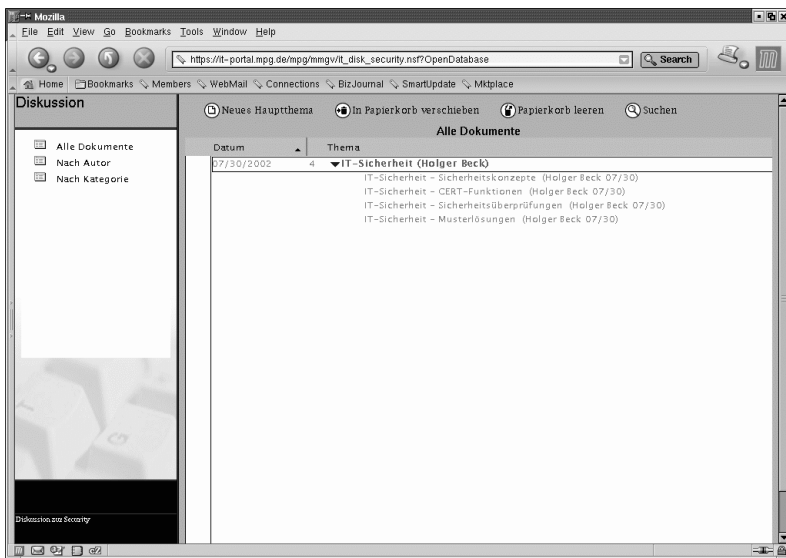 Mozilla
File Edit View Go Bookmarks Tools Window Help
https://it-portal.mpg.de/mpg/mmgv/it_disk_security.nsf?OpenDatabase
Search
Home Bookmarks Members WebMail Connections BizJournal SmartUpdate Mktplace
Diskussion
Neues Hauptthema In Papierkorb verschieben Papierkorb leeren Suchen
Alle Dokumente
Alle Dokumente
Nach Autor
Nach Kategorie
Datum Thema
07/30/2002 4 IT-Sicherheit (Holger Beck)
IT-Sicherheit - Sicherheitskonzepte (Holger Beck 07/30)
IT-Sicherheit - CERT-Funktionen (Holger Beck 07/30)
IT-Sicherheit - Sicherheitsüberprüfungen (Holger Beck 07/30)
IT-Sicherheit - Musterlösungen (Holger Beck 07/30)
T
G
Diskussion zur Security